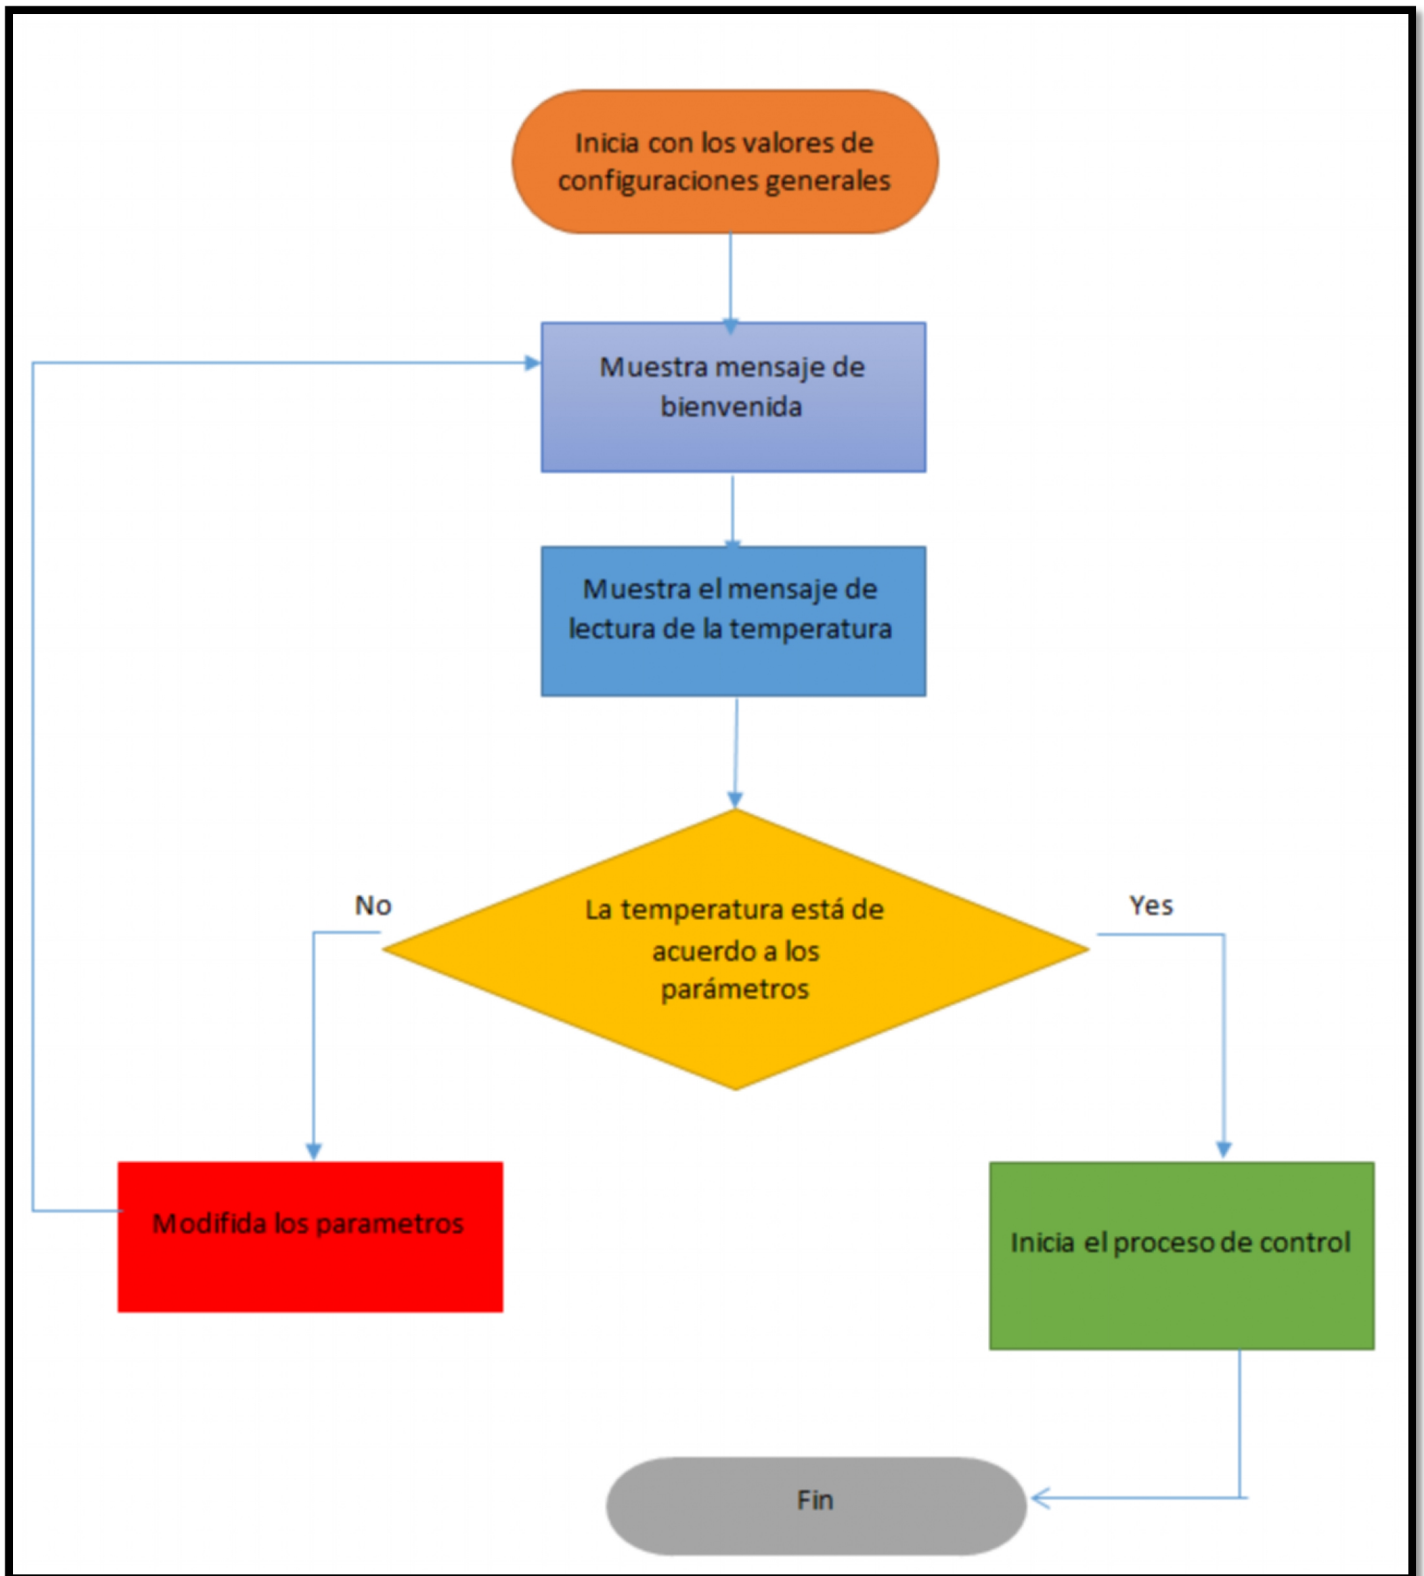 Inicia con los valores de
configuraciones generales
Muestra mensaje de
bienvenida
Muestra el mensaje de
lectura de la temperatura
La temperatura está de
acuerdo a los
parámetros
No
Yes
Modifida los parametros
Inicia el proceso de control
Fin